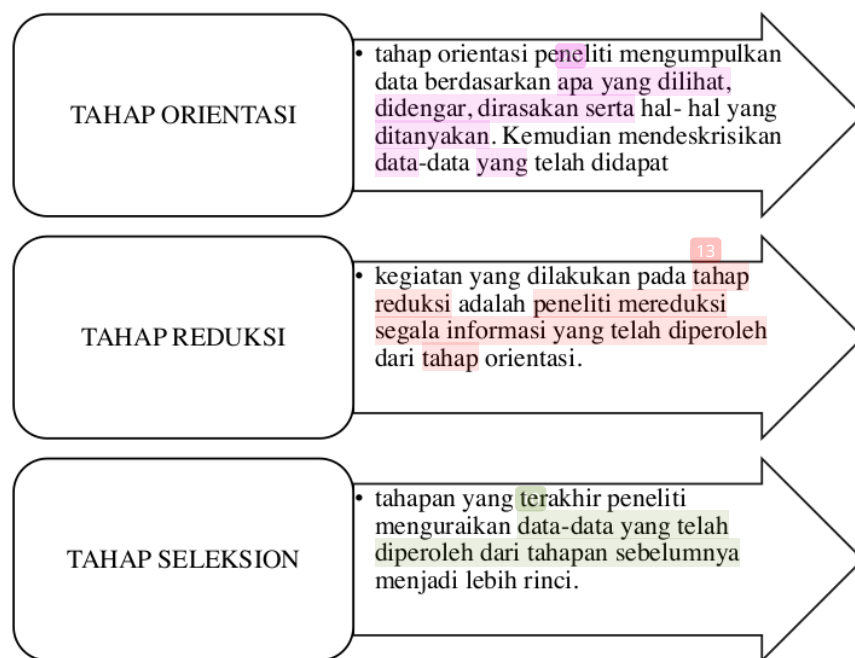 TAHAP ORIENTASI
• tahap orientasi peneliti mengumpulkan
data berdasarkan apa yang dilihat,
didengar, dirasakan serta hal- hal yang
ditanyakan. Kemudian mendeskrisikan
data-data yang telah didapat
TAHAP REDUKSI
13
• kegiatan yang dilakukan pada tahap
reduksi adalah peneliti mereduksi
segala informasi yang telah diperoleh
dari tahap orientasi.
TAHAP SELEKSION
• tahapan yang terakhir peneliti
menguraikan data-data yang telah
diperoleh dari tahapan sebelumnya
menjadi lebih rinci.